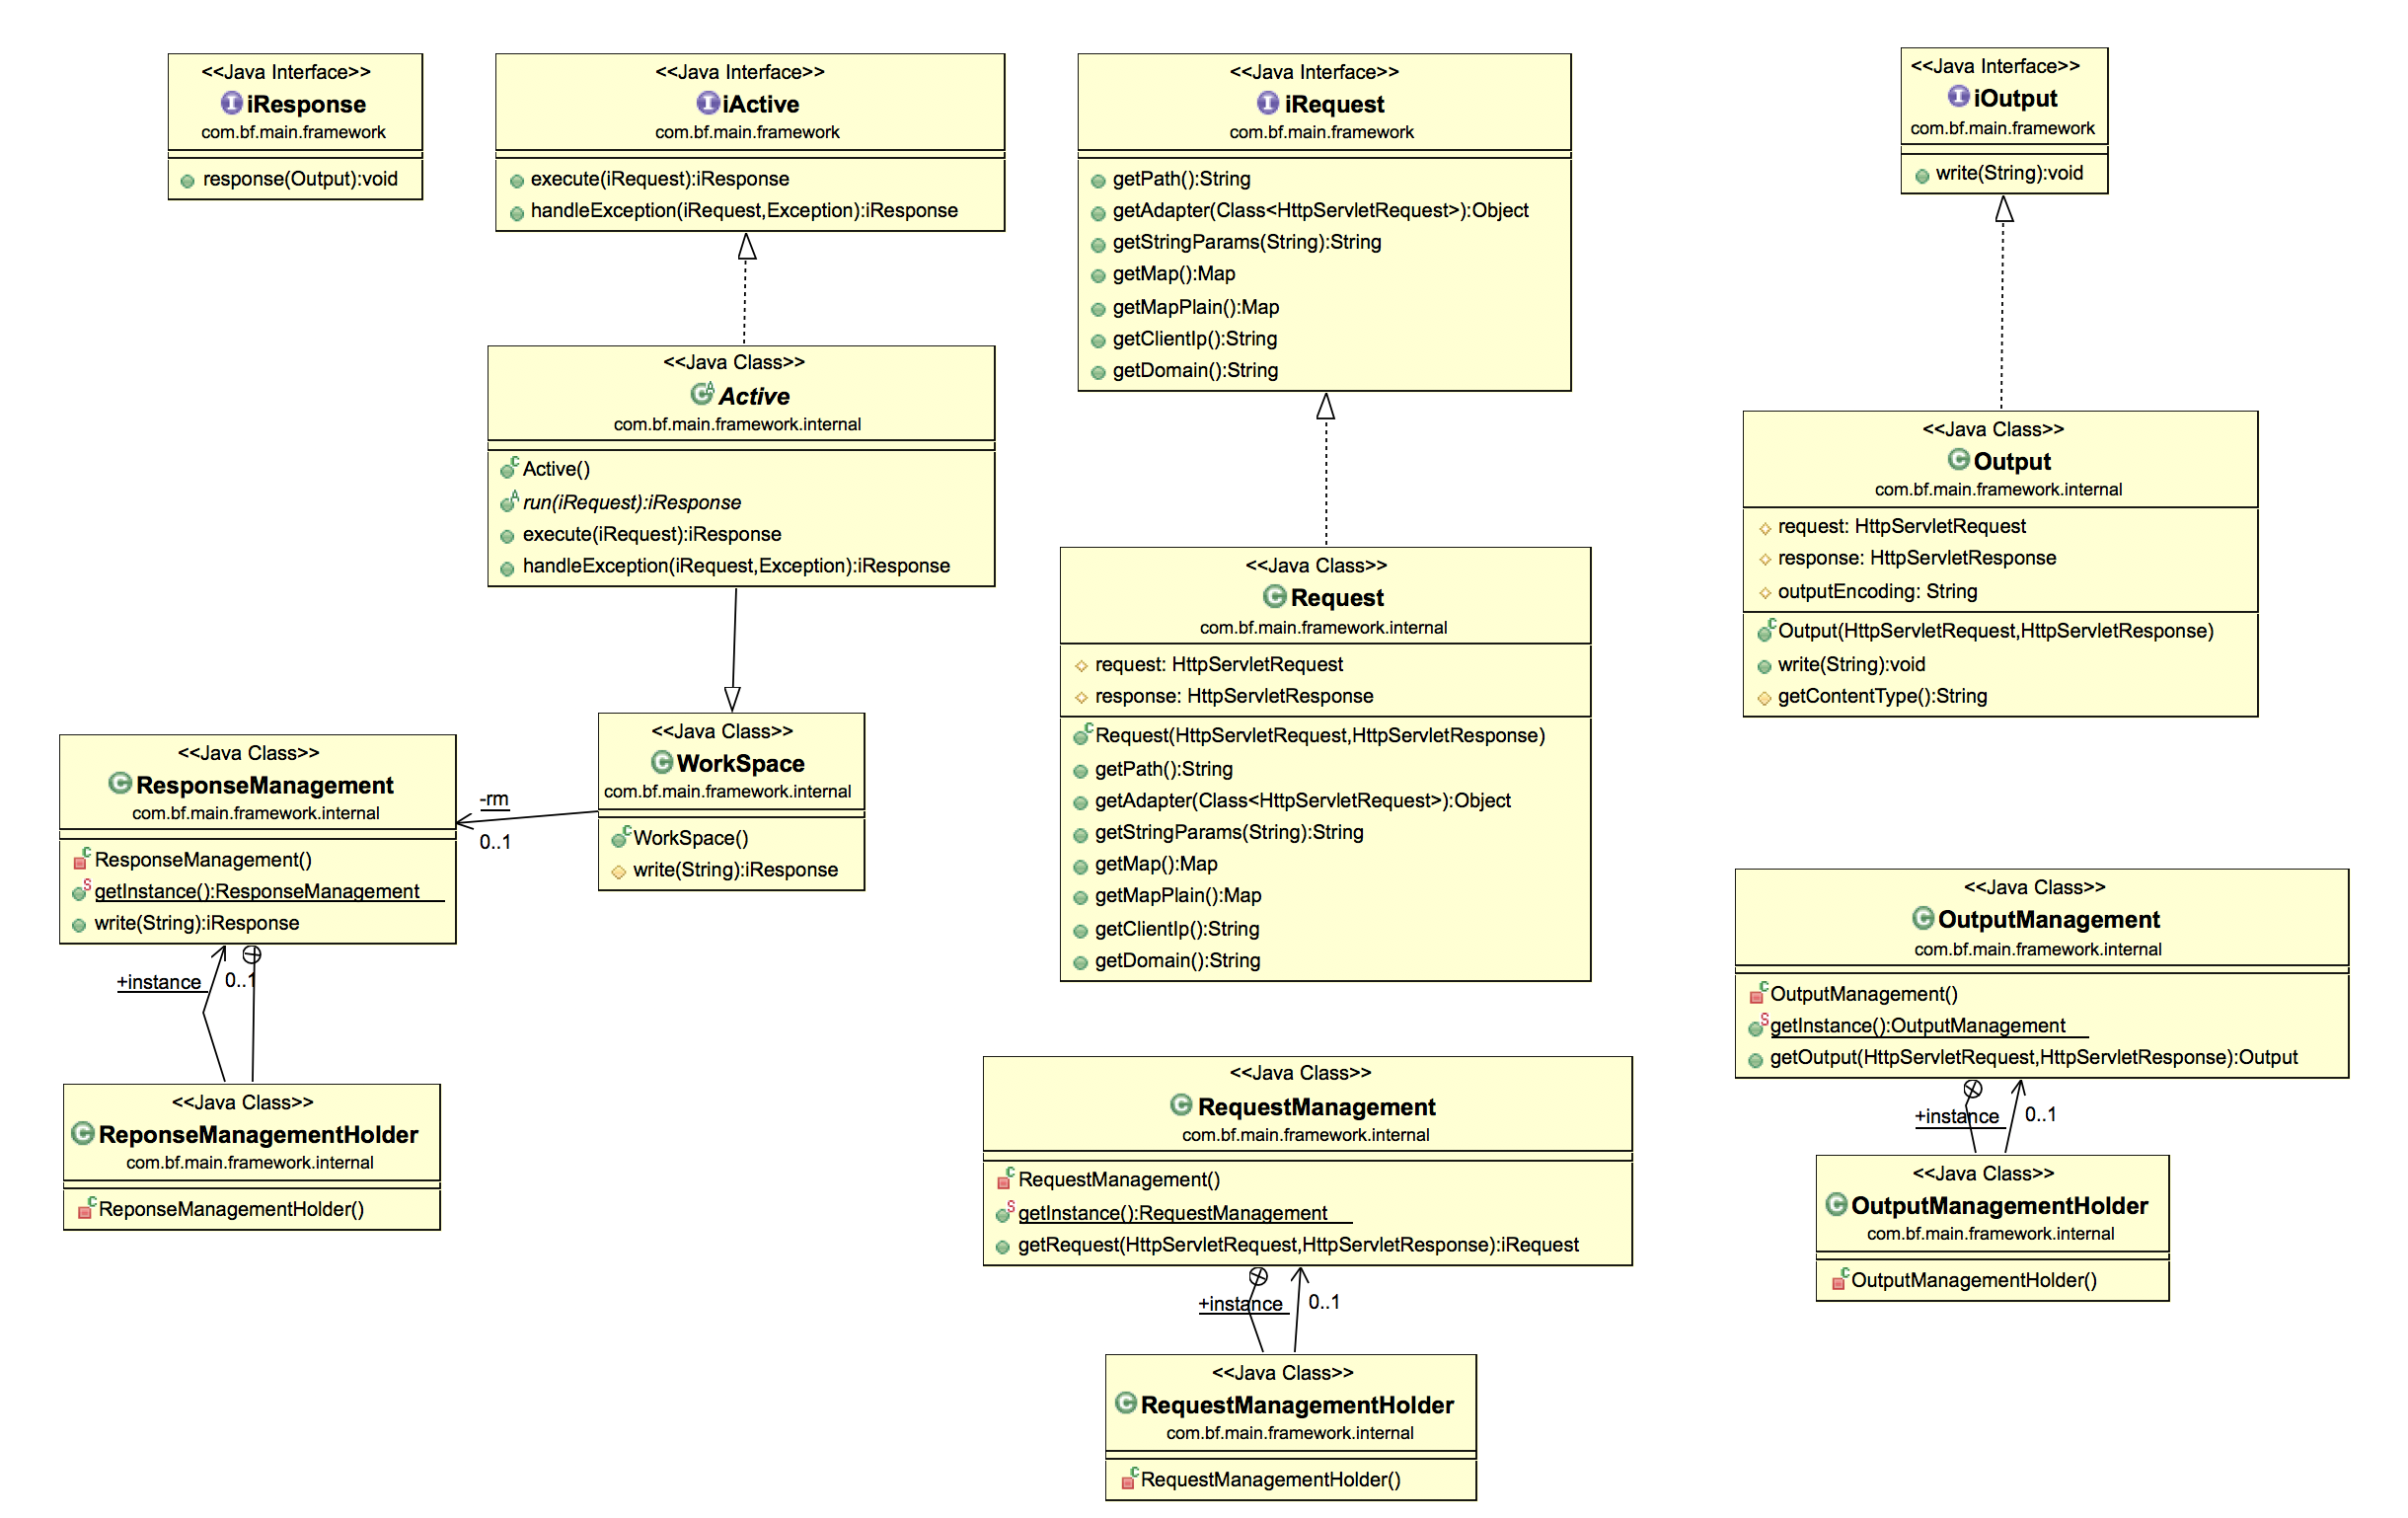 <<Java Interface>>
iResponse
com.bf.main.framework
response(Output):void
<<Java Interface>>
iActive
com.bf.main.framework
execute(iRequest):iResponse
handleException(iRequest,Exception):iResponse
<<Java Interface>>
iRequest
com.bf.main.framework
getPath():String
getAdapter(Class<HttpServletRequest>):Object
getStringParams(String):String
getMap():Map
getMapPlain():Map
getClientIp():String
getDomain():String
<<Java Interface>>
iOutput
com.bf.main.framework
write(String):void
<<Java Class>>
Active
com.bf.main.framework.internal
Active()
run(iRequest):iResponse
execute(iRequest):iResponse
handleException(iRequest,Exception):iResponse
<<Java Class>>
Output
com.bf.main.framework.internal
request: HttpServletRequest
response: HttpServletResponse
outputEncoding: String
Output(HttpServletRequest,HttpServletResponse)
write(String):void
getContentType():String
<<Java Class>>
Request
com.bf.main.framework.internal
request: HttpServletRequest
response: HttpServletResponse
Request(HttpServletRequest,HttpServletResponse)
getPath():String
getAdapter(Class<HttpServletRequest>):Object
getStringParams(String):String
getMap():Map
getMapPlain():Map
getClientIp():String
getDomain():String
<<Java Class>>
ResponseManagement
com.bf.main.framework.internal
ResponseManagement()
getInstance():ResponseManagement
write(String):iResponse
-rm
0..1
<<Java Class>>
WorkSpace
com.bf.main.framework.internal
WorkSpace()
write(String):iResponse
+instance
0..1
<<Java Class>>
ReponseManagementHolder
com.bf.main.framework.internal
ReponseManagementHolder()
<<Java Class>>
OutputManagement
com.bf.main.framework.internal
OutputManagement()
getInstance():OutputManagement
getOutput(HttpServletRequest,HttpServletResponse):Output
+instance
0..1
<<Java Class>>
OutputManagementHolder
com.bf.main.framework.internal
OutputManagementHolder()
<<Java Class>>
RequestManagement
com.bf.main.framework.internal
RequestManagement()
getInstance():RequestManagement
getRequest(HttpServletRequest,HttpServletResponse):iRequest
+instance
0..1
<<Java Class>>
RequestManagementHolder
com.bf.main.framework.internal
RequestManagementHolder()